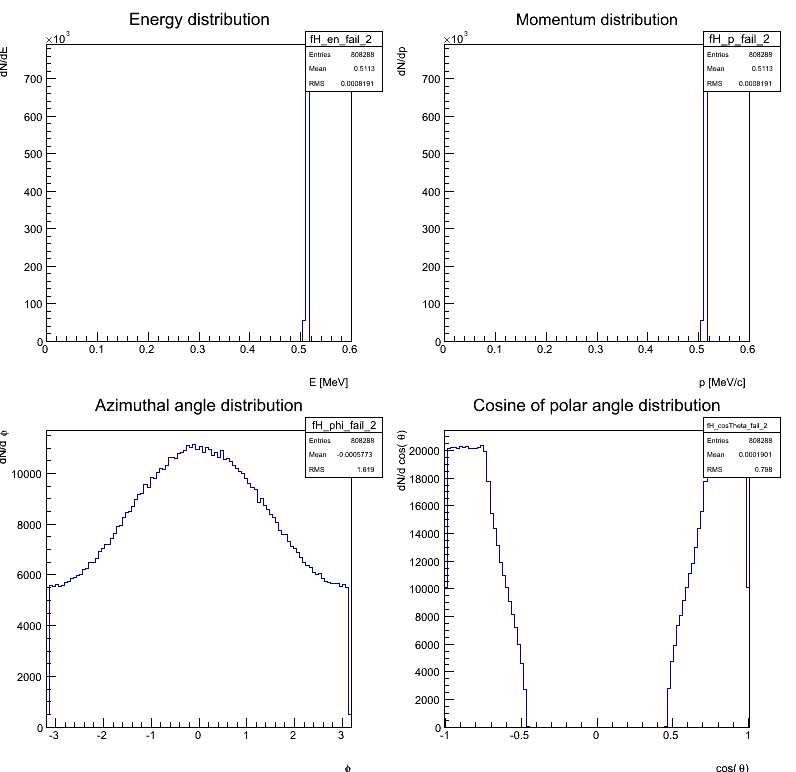 Energy distribution
×10³
dN/dE
fH_en_fail_2
Entries 808288
Mean 0.5113
RMS 0.0008191
700
600
500
400
300
200
100
0
0 0.1 0.2 0.3 0.4 0.5 0.6
E [MeV]
Momentum distribution
×10³
dN/dp
fH_p_fail_2
Entries 808288
Mean 0.5113
RMS 0.0008191
700
600
500
400
300
200
100
0
0 0.1 0.2 0.3 0.4 0.5 0.6
p [MeV/c]
Azimuthal angle distribution
dN/d ϕ
fH_phi_fail_2
Entries 808288
Mean -0.0005773
RMS 1.619
10000
8000
6000
4000
2000
0
-3 -2 -1 0 1 2 3
ϕ
Cosine of polar angle distribution
dN/d cos( θ)
fH_cosTheta_fail_2
Entries 808288
Mean 0.0001901
RMS 0.798
20000
18000
16000
14000
12000
10000
8000
6000
4000
2000
0
-1 -0.5 0 0.5 1
cos( θ)